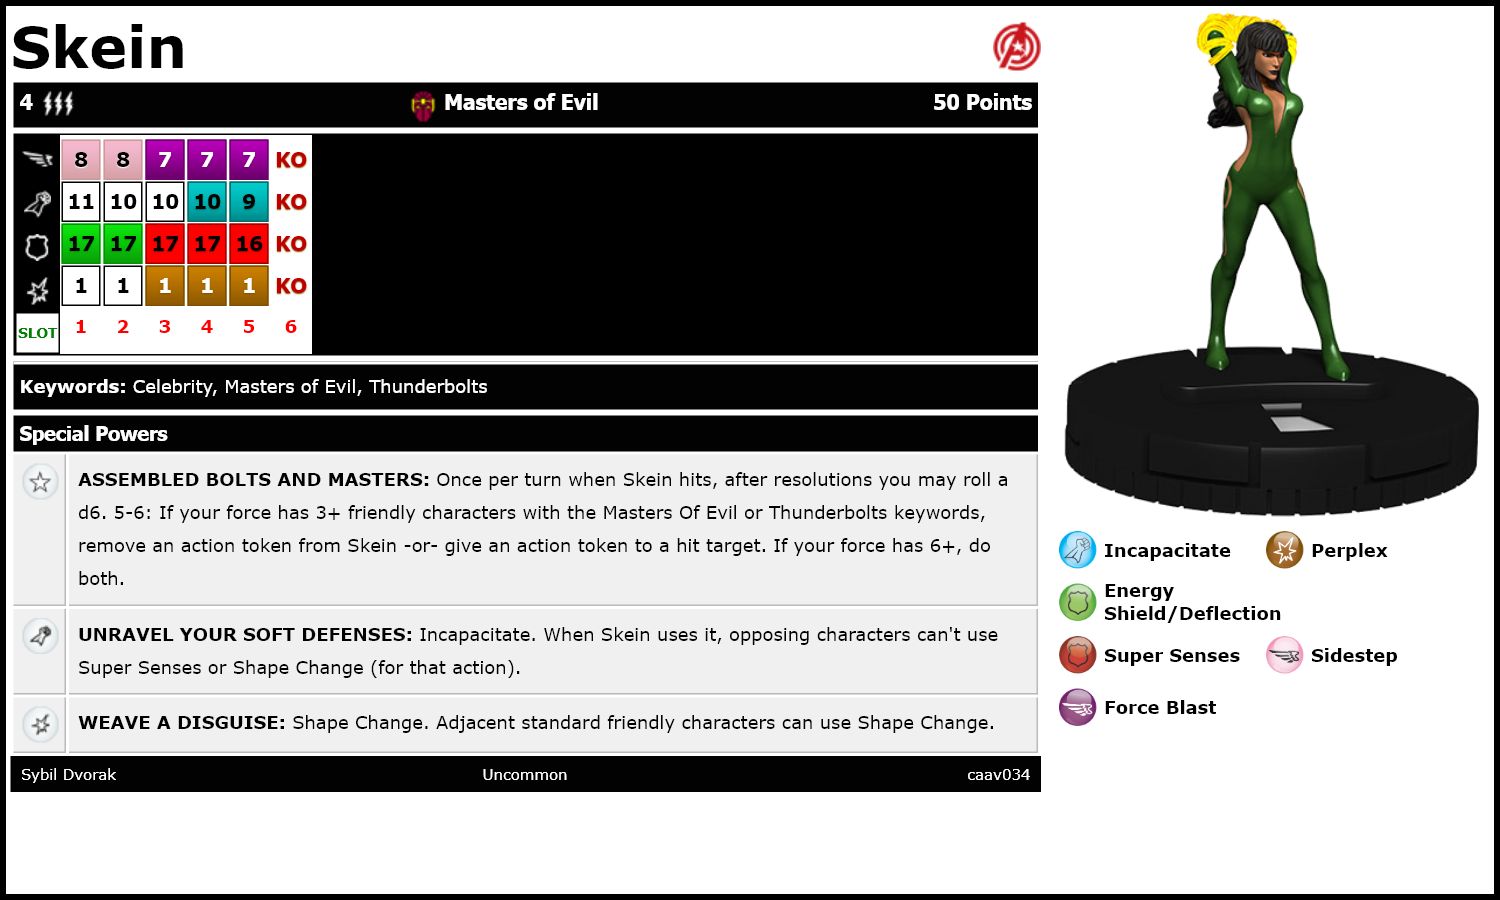 Skein
4 Masters of Evil 50 Points
8 8 7 7 7 KO
11 10 10 10 9 KO
17 17 17 17 16 KO
1 1 1 1 1 KO
SLOT 1 2 3 4 5 6
Keywords: Celebrity, Masters of Evil, Thunderbolts
Special Powers
ASSEMBLED BOLTS AND MASTERS: Once per turn when Skein hits, after resolutions you may roll a
d6. 5-6: If your force has 3+ friendly characters with the Masters Of Evil or Thunderbolts keywords,
remove an action token from Skein -or- give an action token to a hit target. If your force has 6+, do
both.
UNRAVEL YOUR SOFT DEFENSES: Incapacitate. When Skein uses it, opposing characters can't use
Super Senses or Shape Change (for that action).
WEAVE A DISGUISE: Shape Change. Adjacent standard friendly characters can use Shape Change.
Sybil Dvorak Uncommon caav034
Incapacitate Perplex
Energy
Shield/Deflection
Super Senses Sidestep
Force Blast